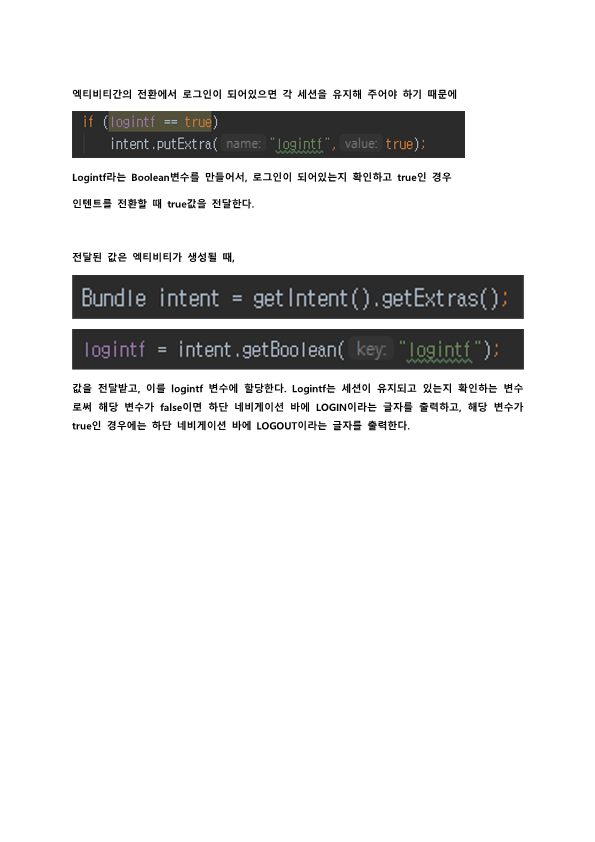 엑티비티간의 전환에서 로그인이 되어있으면 각 세션을 유지해 주어야 하기 때문에
if (logintf == true)
intent.putExtra( name: "logintf", value: true);
Logintf라는 Boolean변수를 만들어서, 로그인이 되어있는지 확인하고 true인 경우
인텐트를 전환할 때 true값을 전달한다.
전달된 값은 엑티비티가 생성될 때,
Bundle intent = getIntent().getExtras();
logintf = intent.getBoolean( key: "logintf");
값을 전달받고, 이를 logintf 변수에 할당한다. Logintf는 세션이 유지되고 있는지 확인하는 변수
로써 해당 변수가 false이면 하단 네비게이션 바에 LOGIN이라는 글자를 출력하고, 해당 변수가
true인 경우에는 하단 네비게이션 바에 LOGOUT이라는 글자를 출력한다.